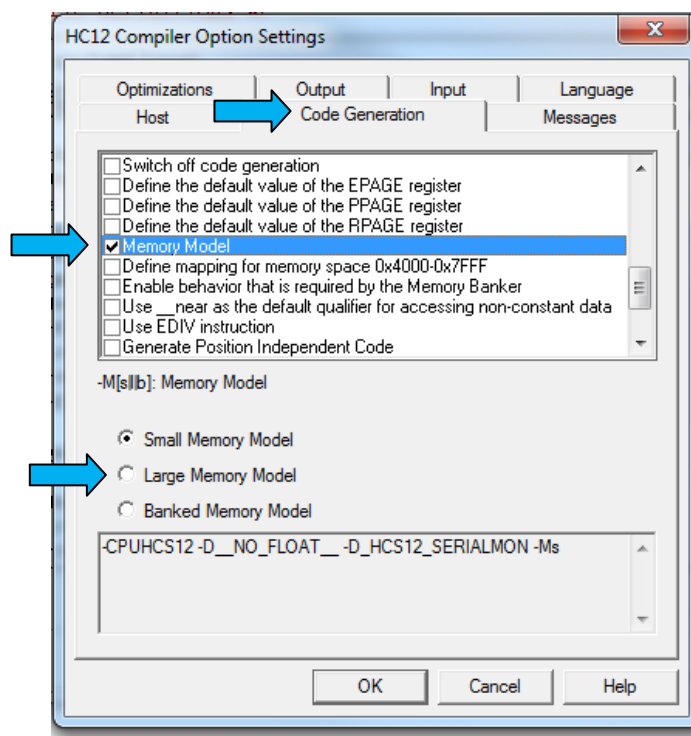 HC12 Compiler Option Settings
Optimizations Output Input Language
Host Code Generation Messages
Switch off code generation
Define the default value of the EPAGE register
Define the default value of the PPAGE register
Define the default value of the RPAGE register
Memory Model
Define mapping for memory space 0x4000-0x7FFF
Enable behavior that is required by the Memory Banker
Use __near as the default qualifier for accessing non-constant data
Use EDIV instruction
Generate Position Independent Code
-M[s|l|b]: Memory Model
Small Memory Model
Large Memory Model
Banked Memory Model
-CPUHCS12 -D__NO_FLOAT__ -D_HCS12_SERIALMON -Ms
OK Cancel Help